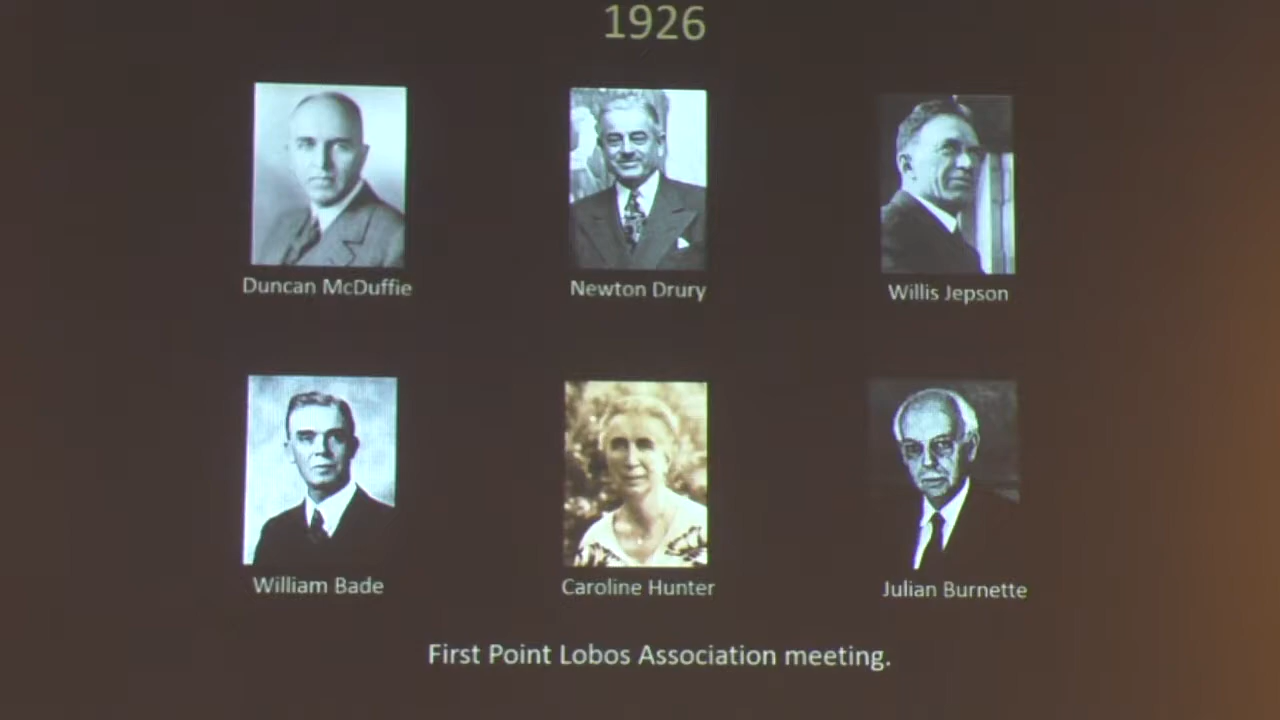 1926
Duncan McDuffie
Newton Drury
Willis Jepson
William Bade
Caroline Hunter
Julian Burnette
First Point Lobos Association meeting.